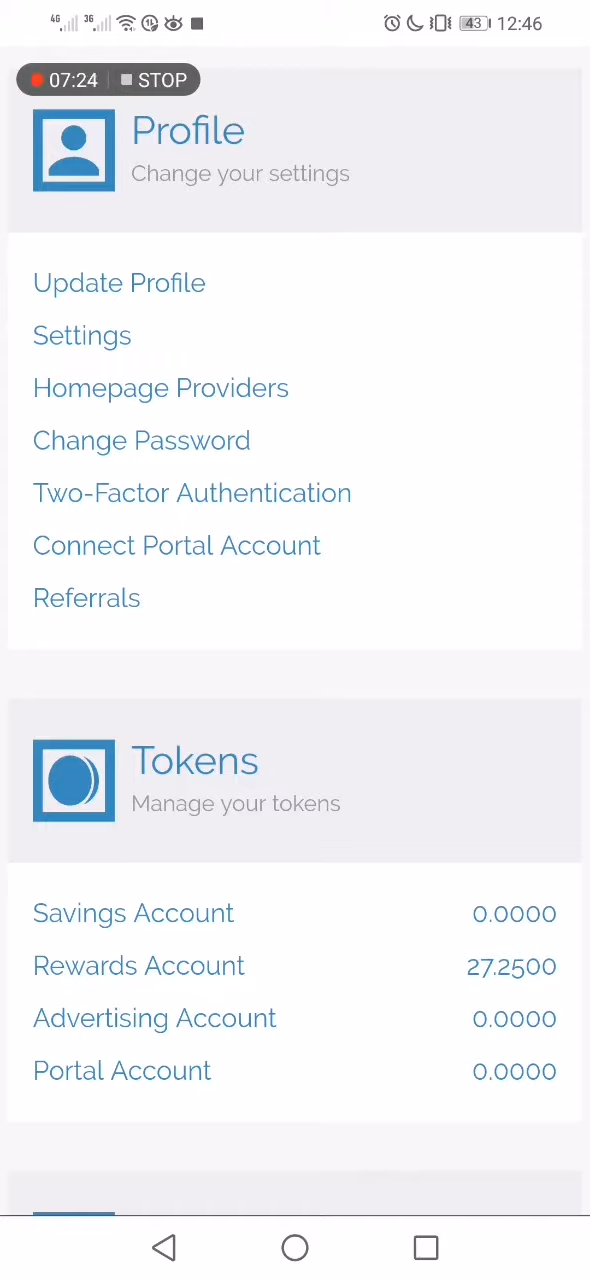 4G 3G 43 12:46
07:24 STOP
Profile
Change your settings
Update Profile
Settings
Homepage Providers
Change Password
Two-Factor Authentication
Connect Portal Account
Referrals
Tokens
Manage your tokens
Savings Account 0.0000
Rewards Account 27.2500
Advertising Account 0.0000
Portal Account 0.0000